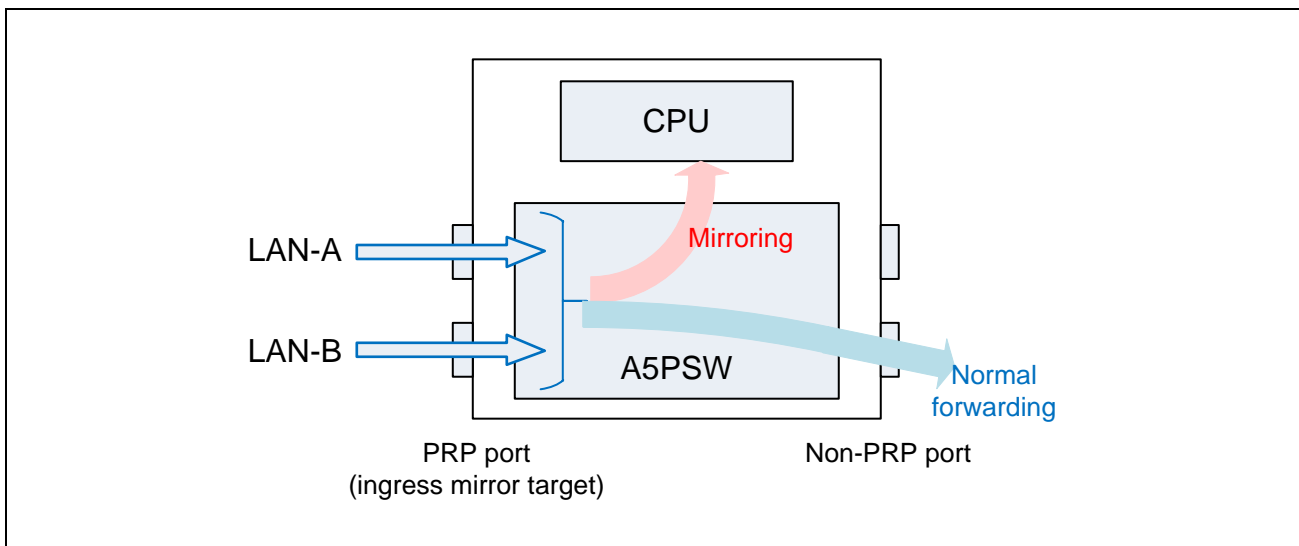 CPU
Mirroring
LAN-A
LAN-B
A5PSW
Normal
forwarding
PRP port
(ingress mirror target)
Non-PRP port